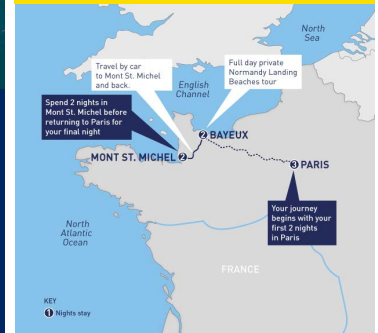 North
Sea
Travel by car
to Mont St. Michel
and back.
Full day private
Normandy Landing
Beaches tour
English
Channel
Spend 2 nights in
Mont St. Michel before
returning to Paris for
your final night
2 BAYEUX
MONT ST. MICHEL 2
3 PARIS
Your journey
begins with your
first 2 nights
in Paris
North
Atlantic
Ocean
FRANCE
KEY
1 Nights stay